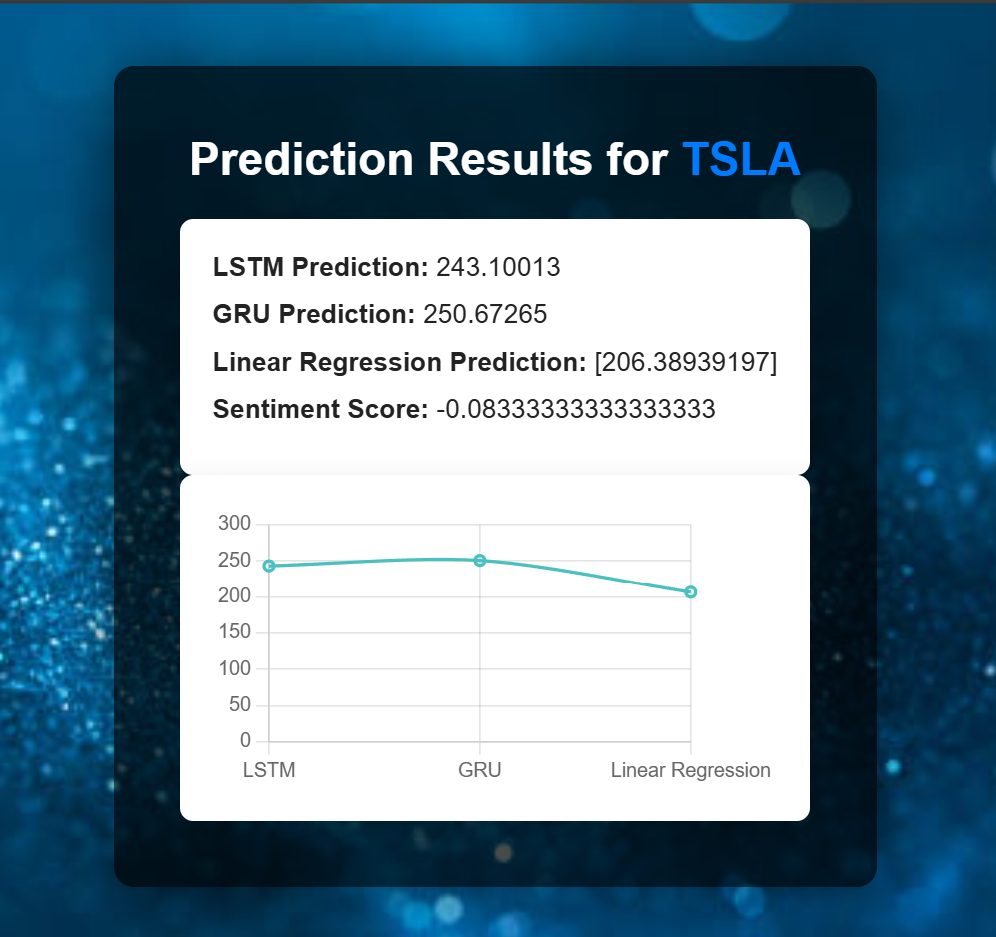 Prediction Results for TSLA
LSTM Prediction: 243.10013
GRU Prediction: 250.67265
Linear Regression Prediction: [206.38939197]
Sentiment Score: -0.08333333333333333
300
250
200
150
100
50
0
LSTM GRU Linear Regression